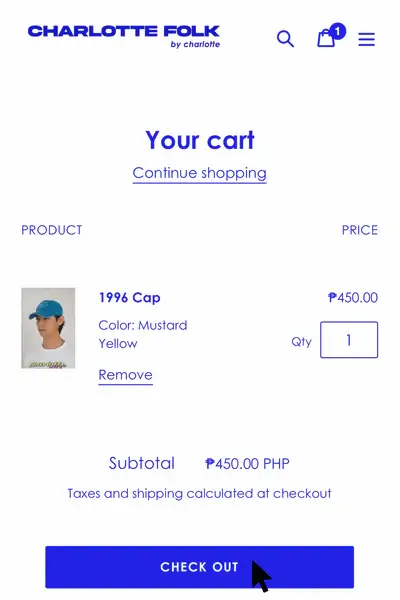 CHARLOTTE FOLK
by charlotte
1
Your cart
Continue shopping
PRODUCT PRICE
1996 Cap ₱450.00
Color: Mustard
Yellow
Qty 1
Remove
Subtotal ₱450.00 PHP
Taxes and shipping calculated at checkout
CHECK OUT